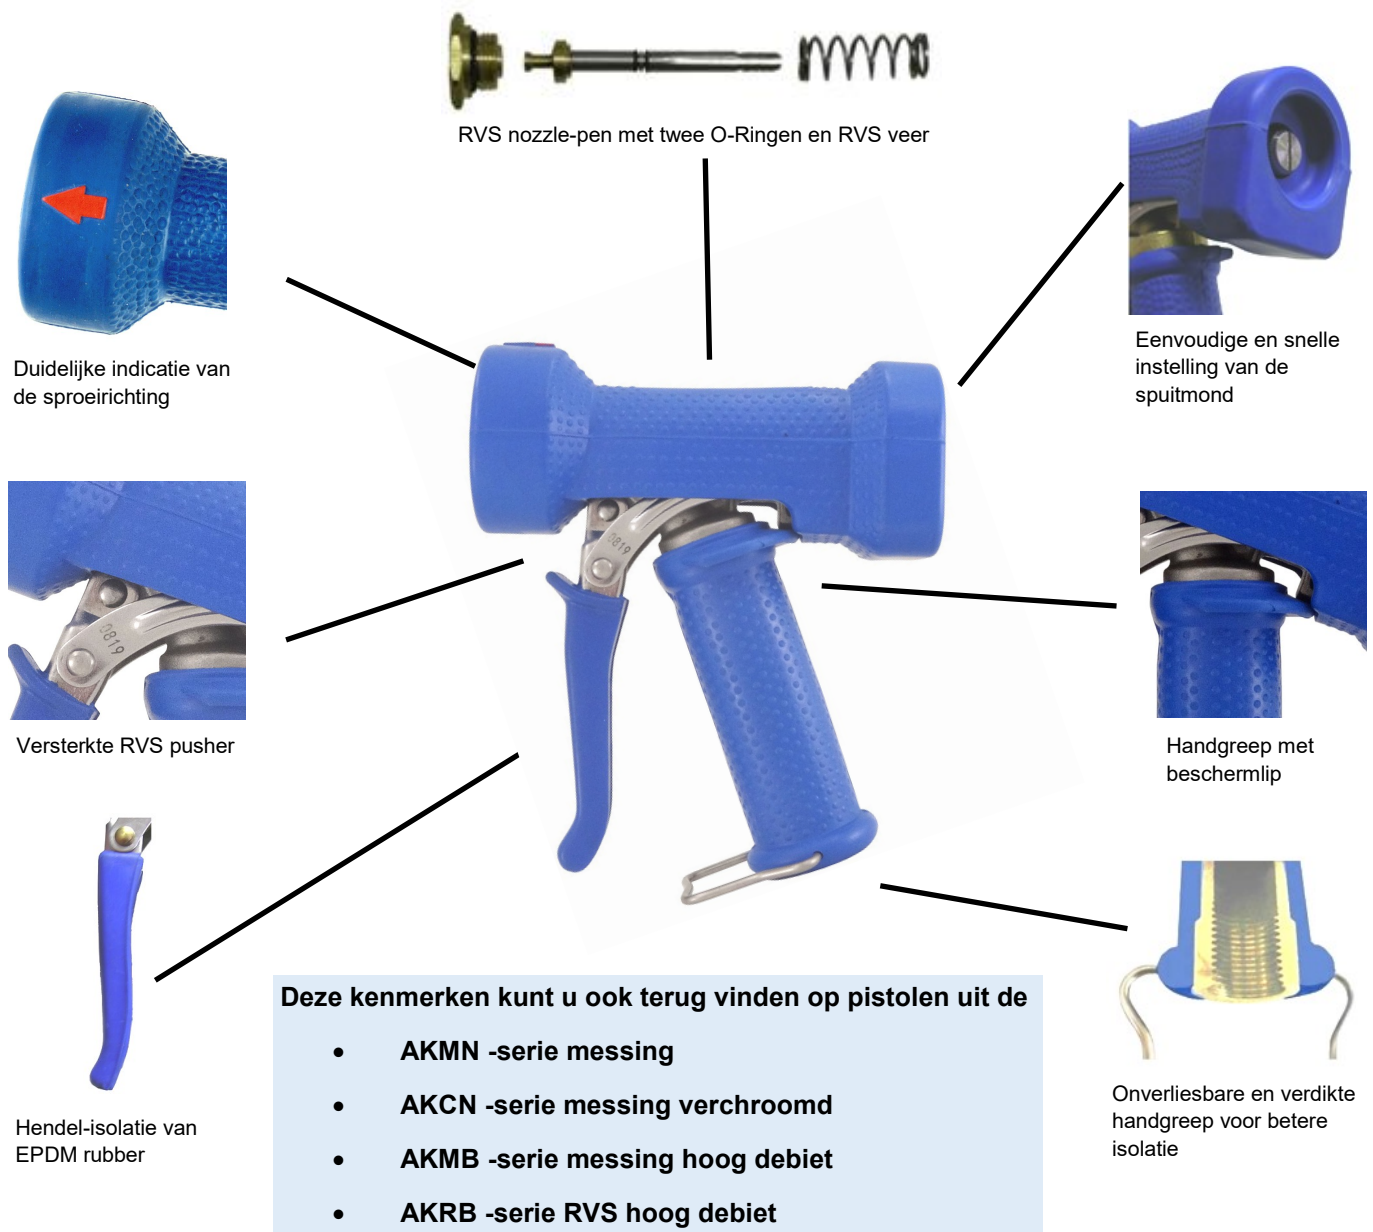 RVS nozzle-pen met twee O-Ringen en RVS veer
Duidelijke indicatie van
de sproeirichting
Eenvoudige en snelle
instelling van de
spuitmond
0819
0819
Versterkte RVS pusher
Handgreep met
beschermlip
Hendel-isolatie van
EPDM rubber
Onverliesbare en verdikte
handgreep voor betere
isolatie
Deze kenmerken kunt u ook terug vinden op pistolen uit de
• AKMN -serie messing
• AKCN -serie messing verchroomd
• AKMB -serie messing hoog debiet
• AKRB -serie RVS hoog debiet